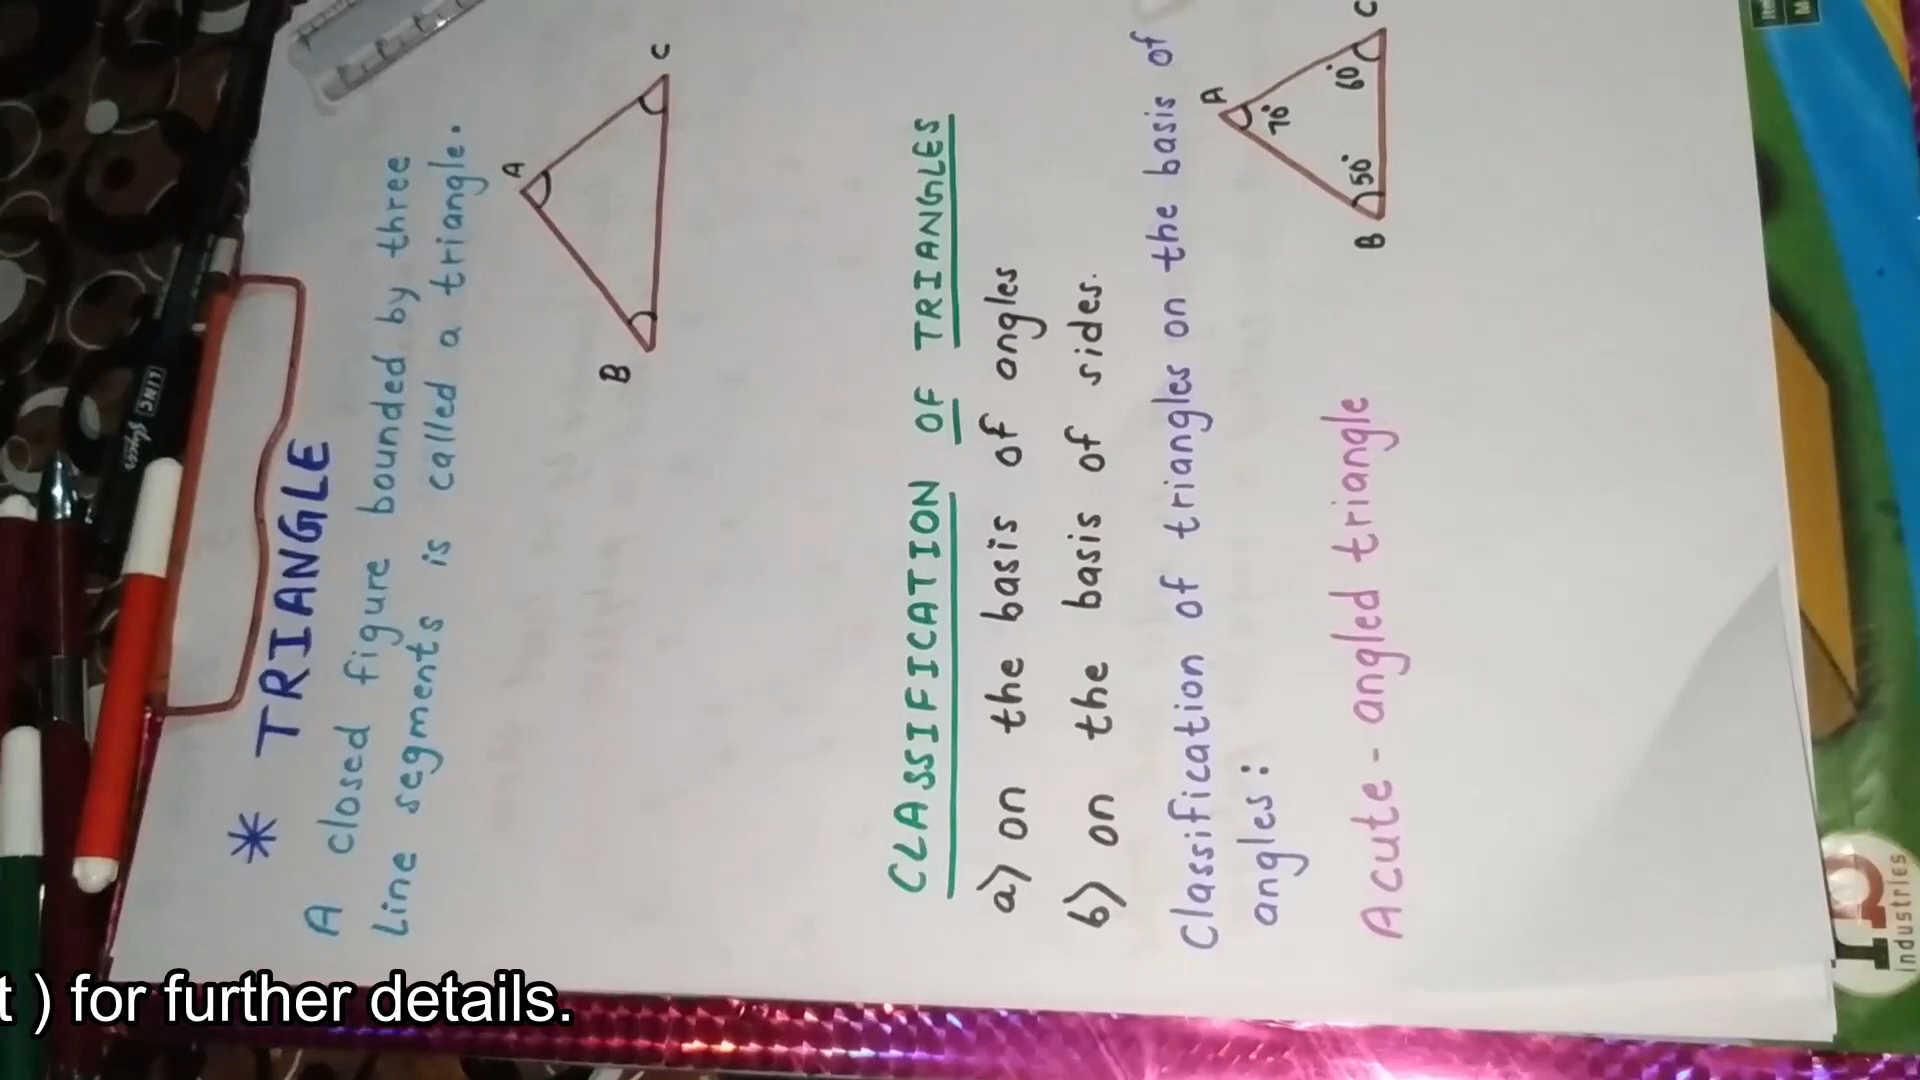 * TRIANGLE
A closed figure bounded by three
Line segments is called a triangle.
A
B
C
CLASSIFICATION OF TRIANGLES
a) on the basis of angles
b) on the basis of sides.
Classification of triangles on the basis of
angles:
Acute-angled triangle
A
70°
50°
60°
B
C
LINC
industries
t ) for further details.